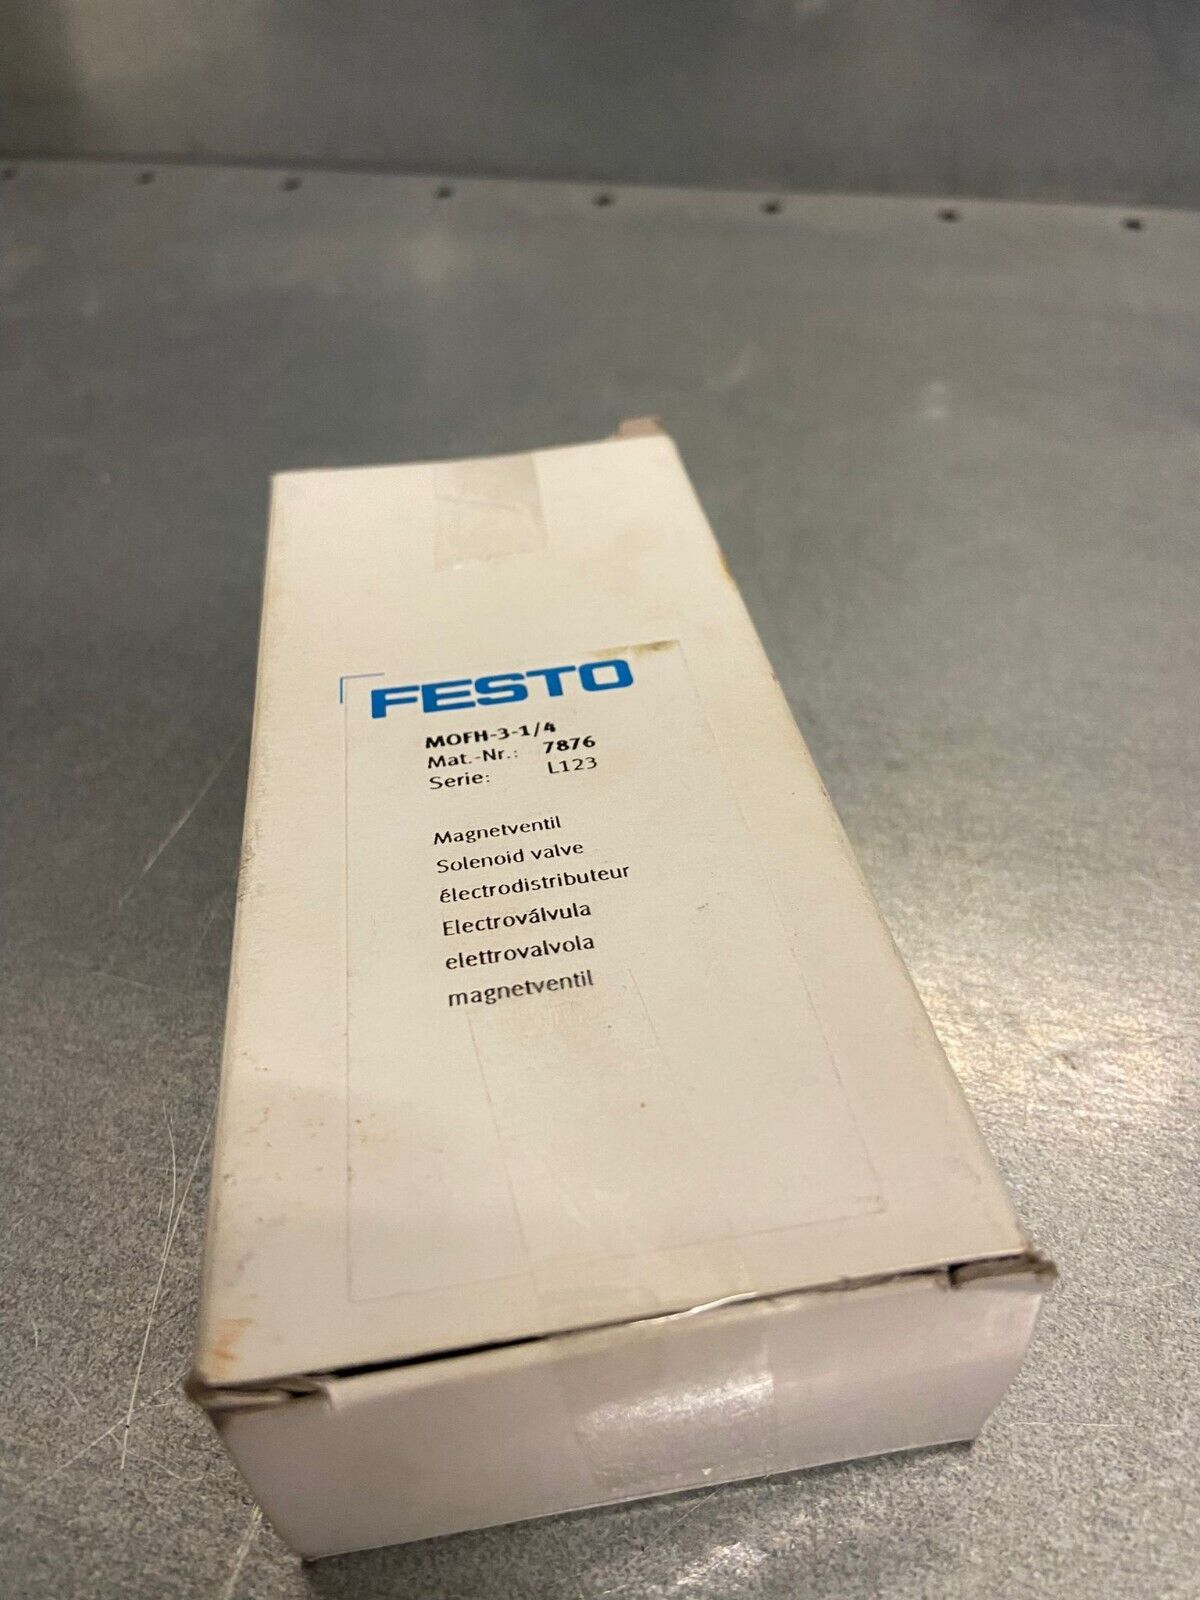 FESTO
MOFH-3-1/4
Mat.-Nr.: 7876
Serie: L123
Magnetventil
Solenoid valve
électrodistributeur
Electroválvula
elettrovalvola
magnetventil